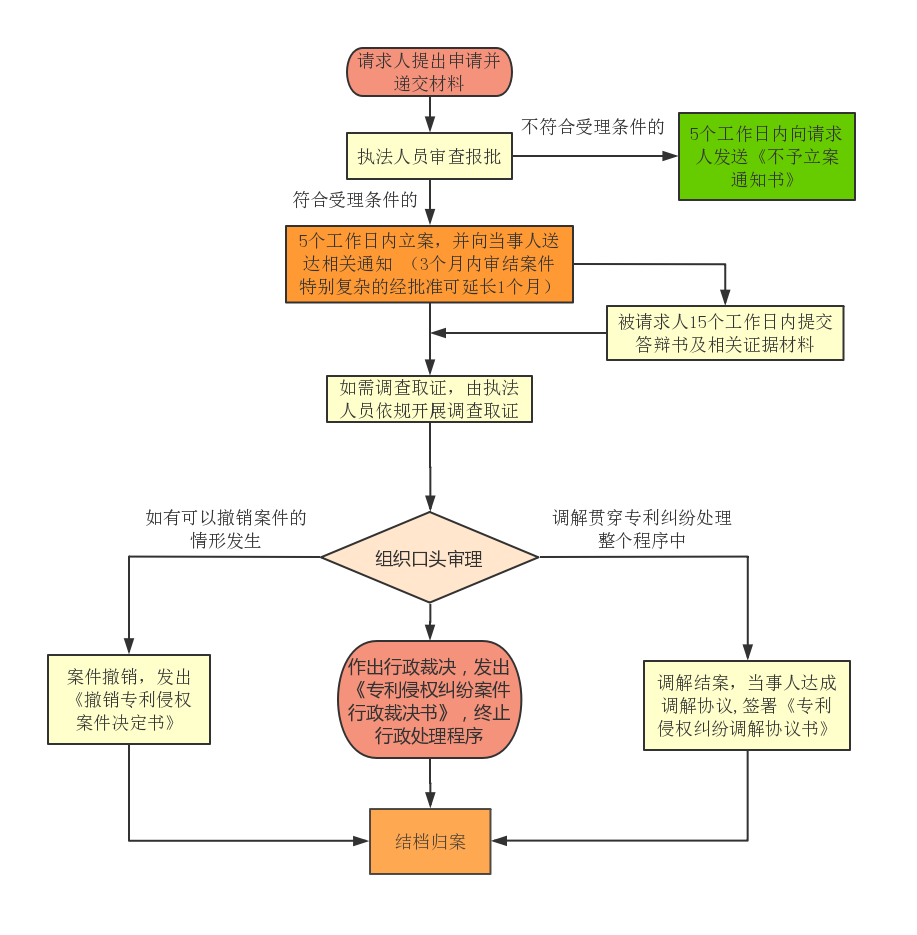 请求人提出申请并
递交材料
不符合受理条件的
5个工作日内向请求
人发送《不予立案
通知书》
执法人员审查报批
符合受理条件的
5个工作日内立案，并向当事人送
达相关通知 （3个月内审结案件
特别复杂的经批准可延长1个月）
被请求人15个工作日内提交
答辩书及相关证据材料
如需调查取证，由执法
人员依规开展调查取证
如有可以撤销案件的
情形发生
调解贯穿专利纠纷处理
整个程序中
组织口头审理
案件撤销，发出
《撤销专利侵权
案件决定书》
作出行政裁决，发出
《专利侵权纠纷案件
行政裁决书》，终止
行政处理程序
调解结案，当事人达成
调解协议,签署《专利
侵权纠纷调解协议书》
结档归案